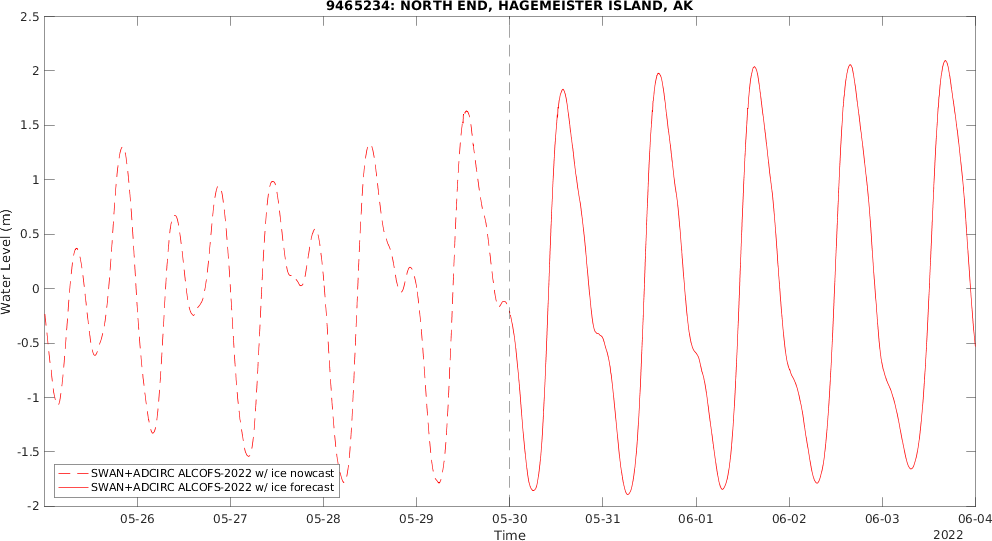 9465234: NORTH END, HAGEMEISTER ISLAND, AK
Water Level (m)
2.5
2
1.5
1
0.5
0
-0.5
-1
-1.5
-2
SWAN+ADCIRC ALCOFS-2022 w/ ice nowcast
SWAN+ADCIRC ALCOFS-2022 w/ ice forecast
05-26 05-27 05-28 05-29 05-30 05-31 06-01 06-02 06-03 06-04
Time
2022